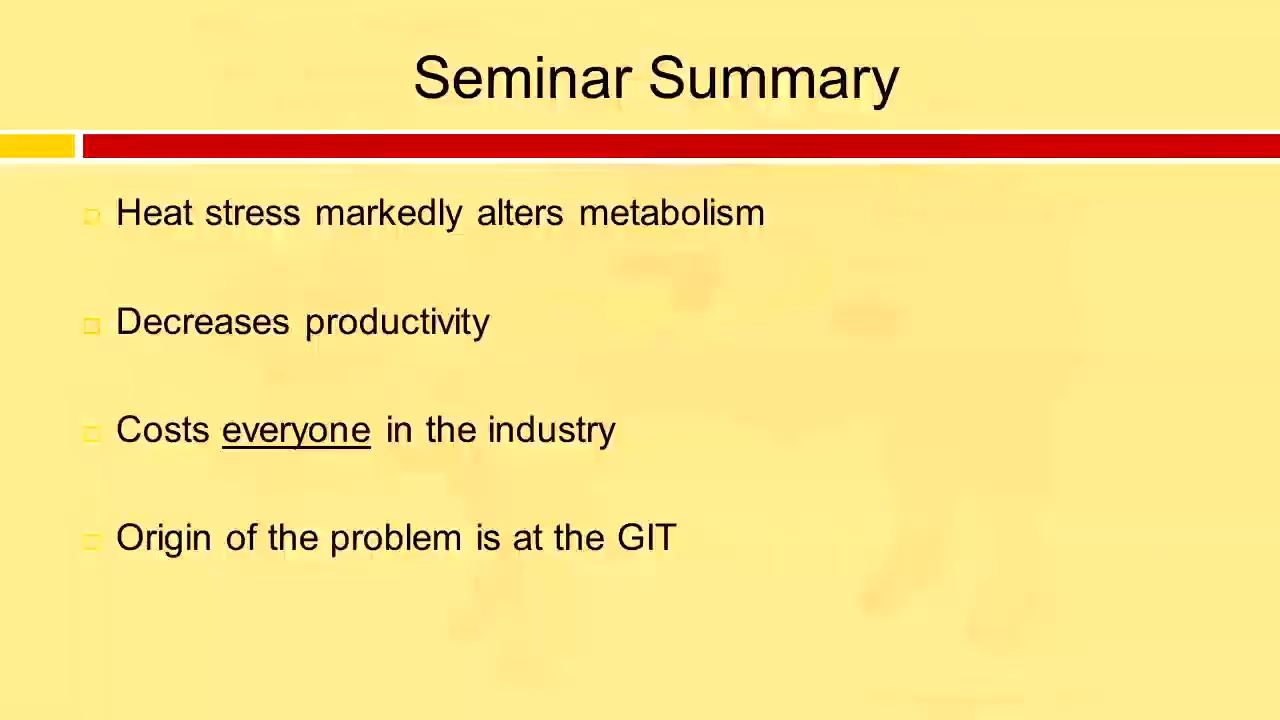 Seminar Summary
Heat stress markedly alters metabolism
Decreases productivity
Costs everyone in the industry
Origin of the problem is at the GIT